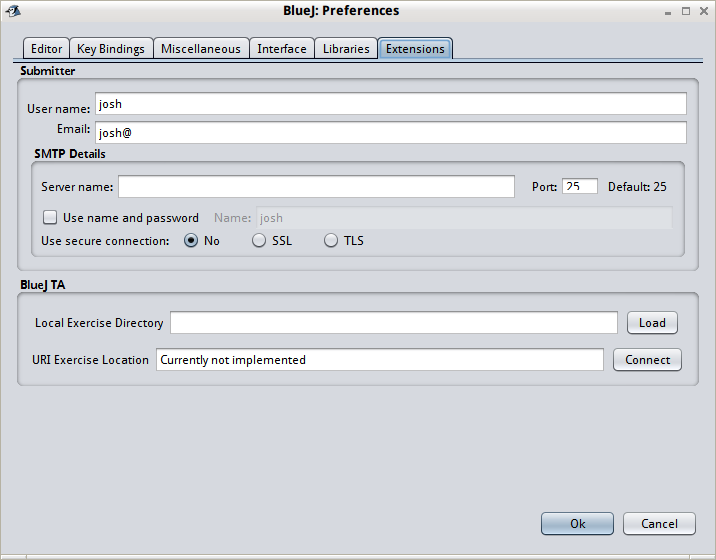 BlueJ: Preferences
Editor Key Bindings Miscellaneous Interface Libraries Extensions
Submitter
User name: josh
Email: josh@
SMTP Details
Server name: Port: 25 Default: 25
Use name and password Name: josh
Use secure connection: No SSL TLS
BlueJ TA
Local Exercise Directory Load
URI Exercise Location Currently not implemented Connect
Ok Cancel